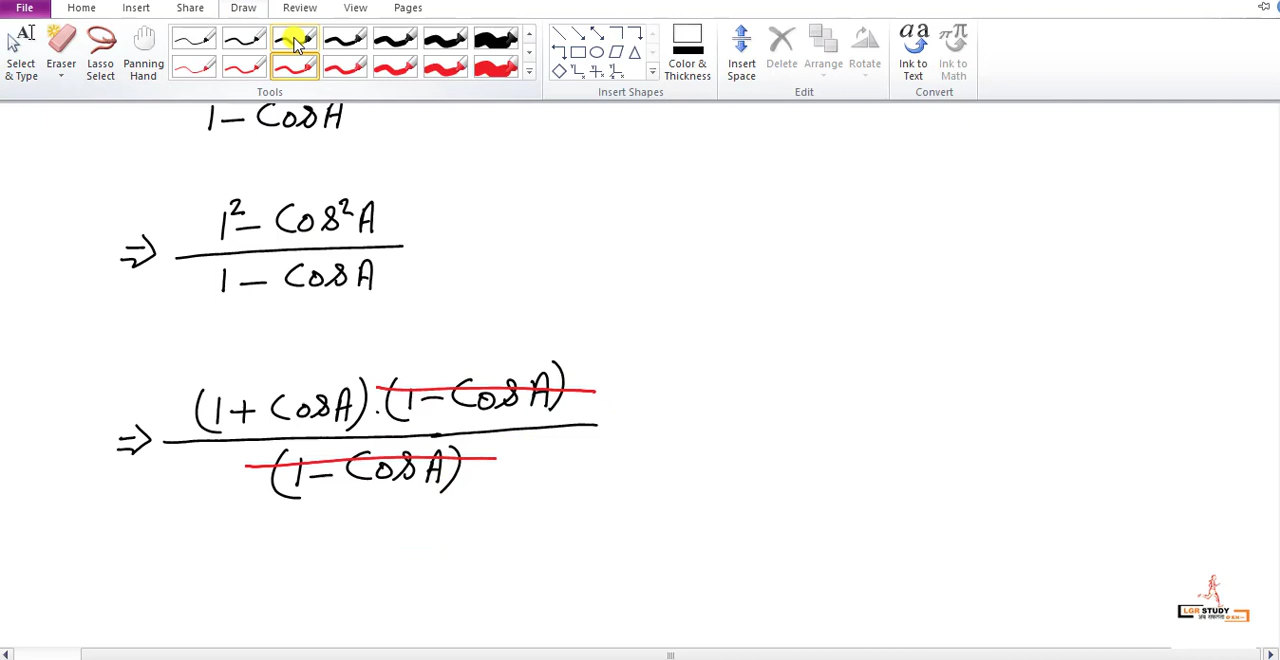 File Home Insert Share Draw Review View Pages
Select & Type Eraser Lasso Select Panning Hand Color & Thickness Insert Space Delete Arrange Rotate Ink to Text Ink to Math
Tools Insert Shapes Edit Convert
1 - CosA
⇒ 1² - Cos²A
1 - CosA
⇒ (1 + CosA).(1 - CosA)
(1 - CosA)
LGR STUDY